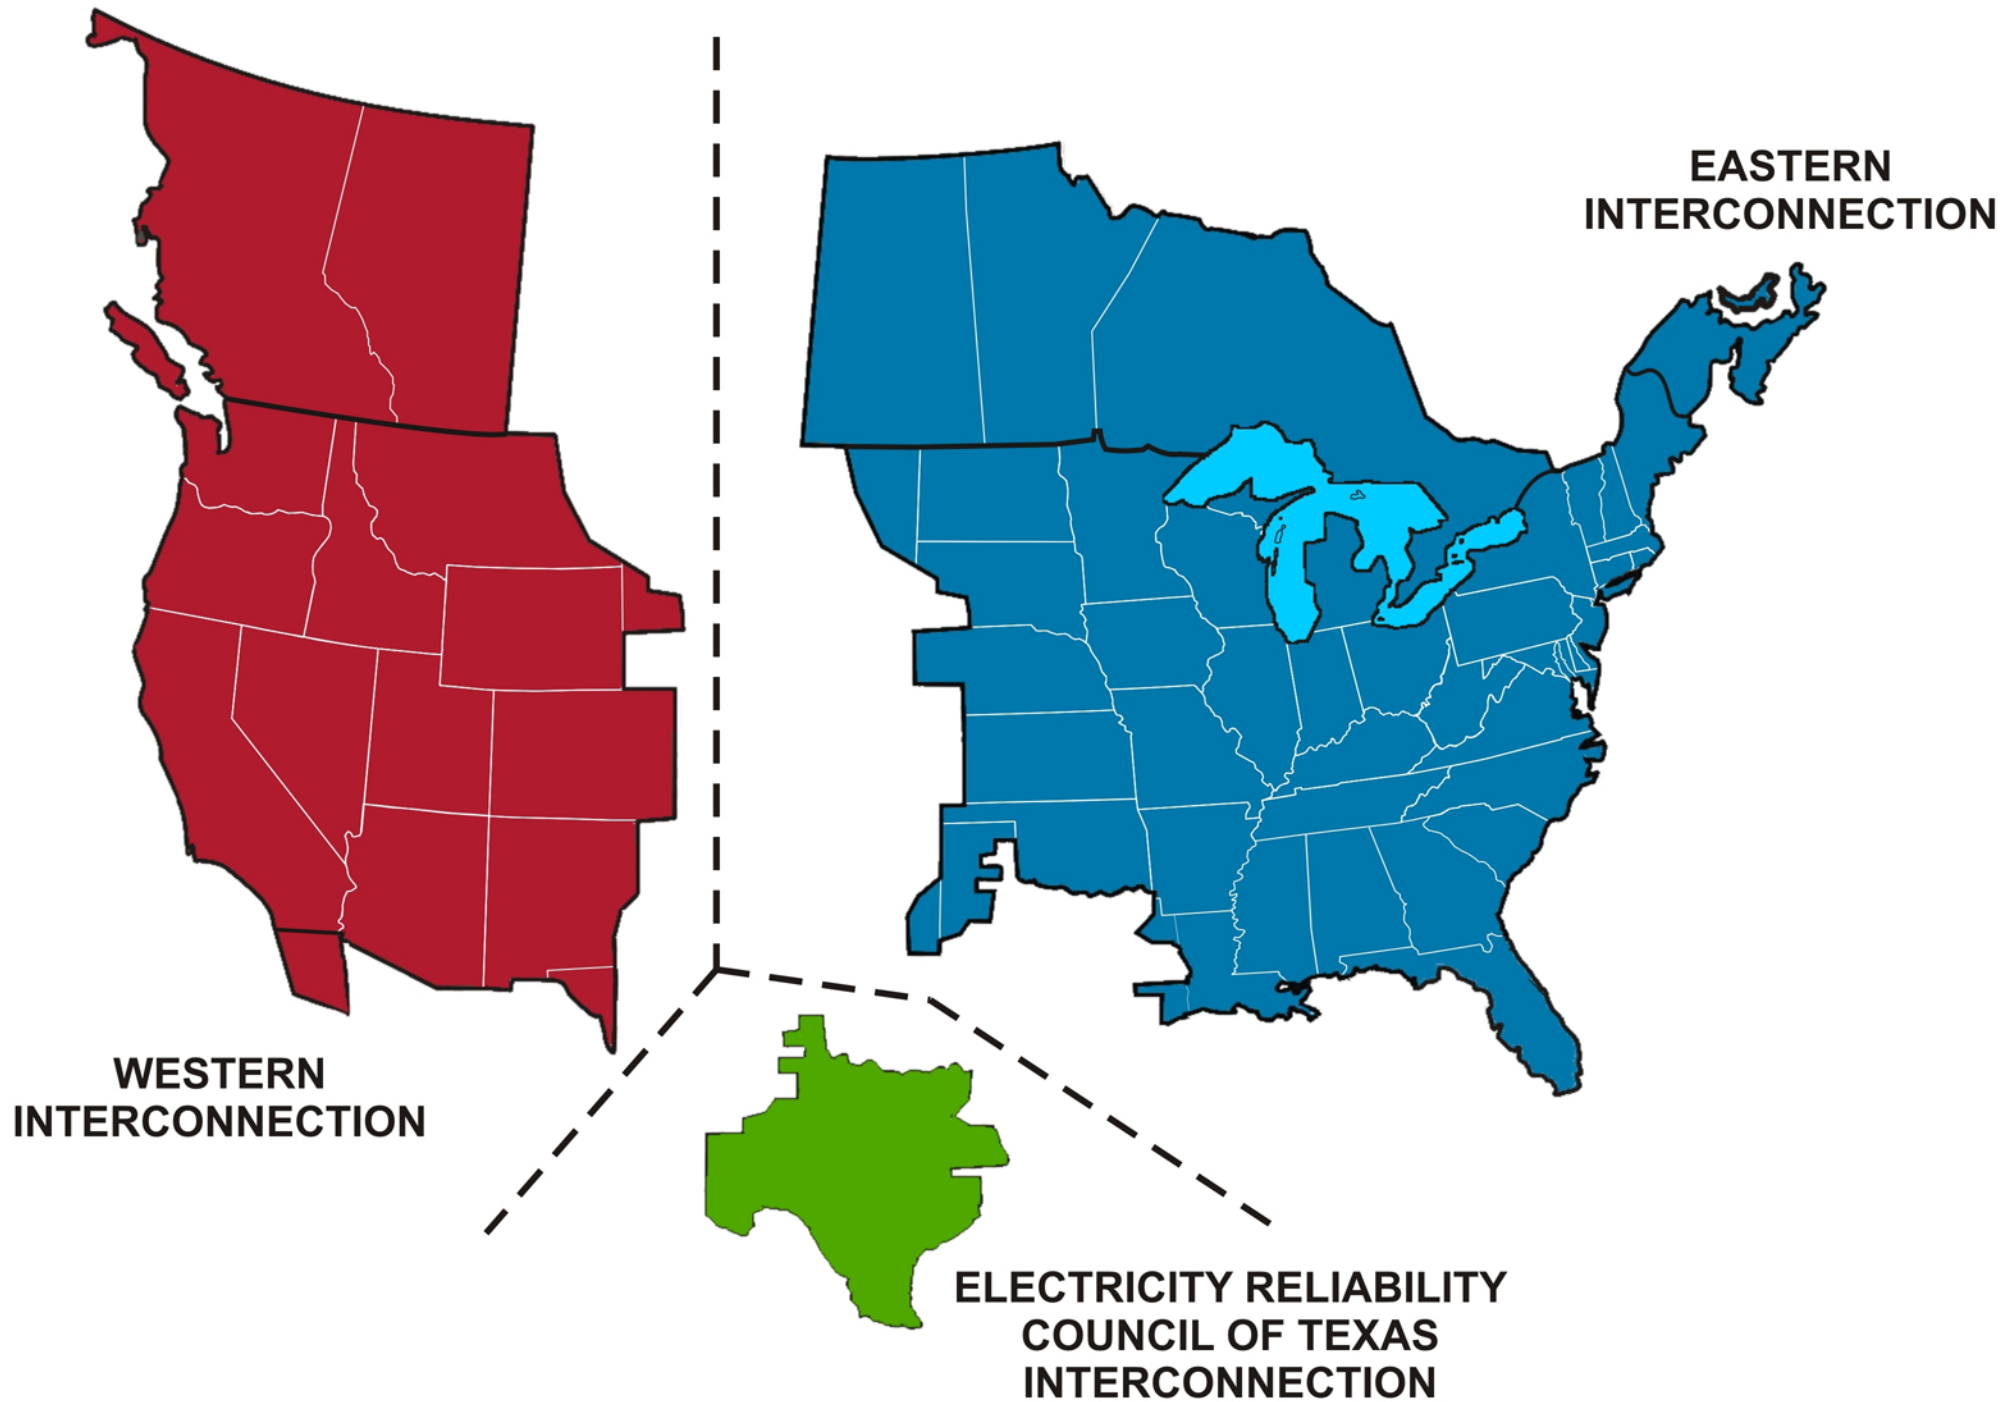 EASTERN
INTERCONNECTION
WESTERN
INTERCONNECTION
ELECTRICITY RELIABILITY
COUNCIL OF TEXAS
INTERCONNECTION